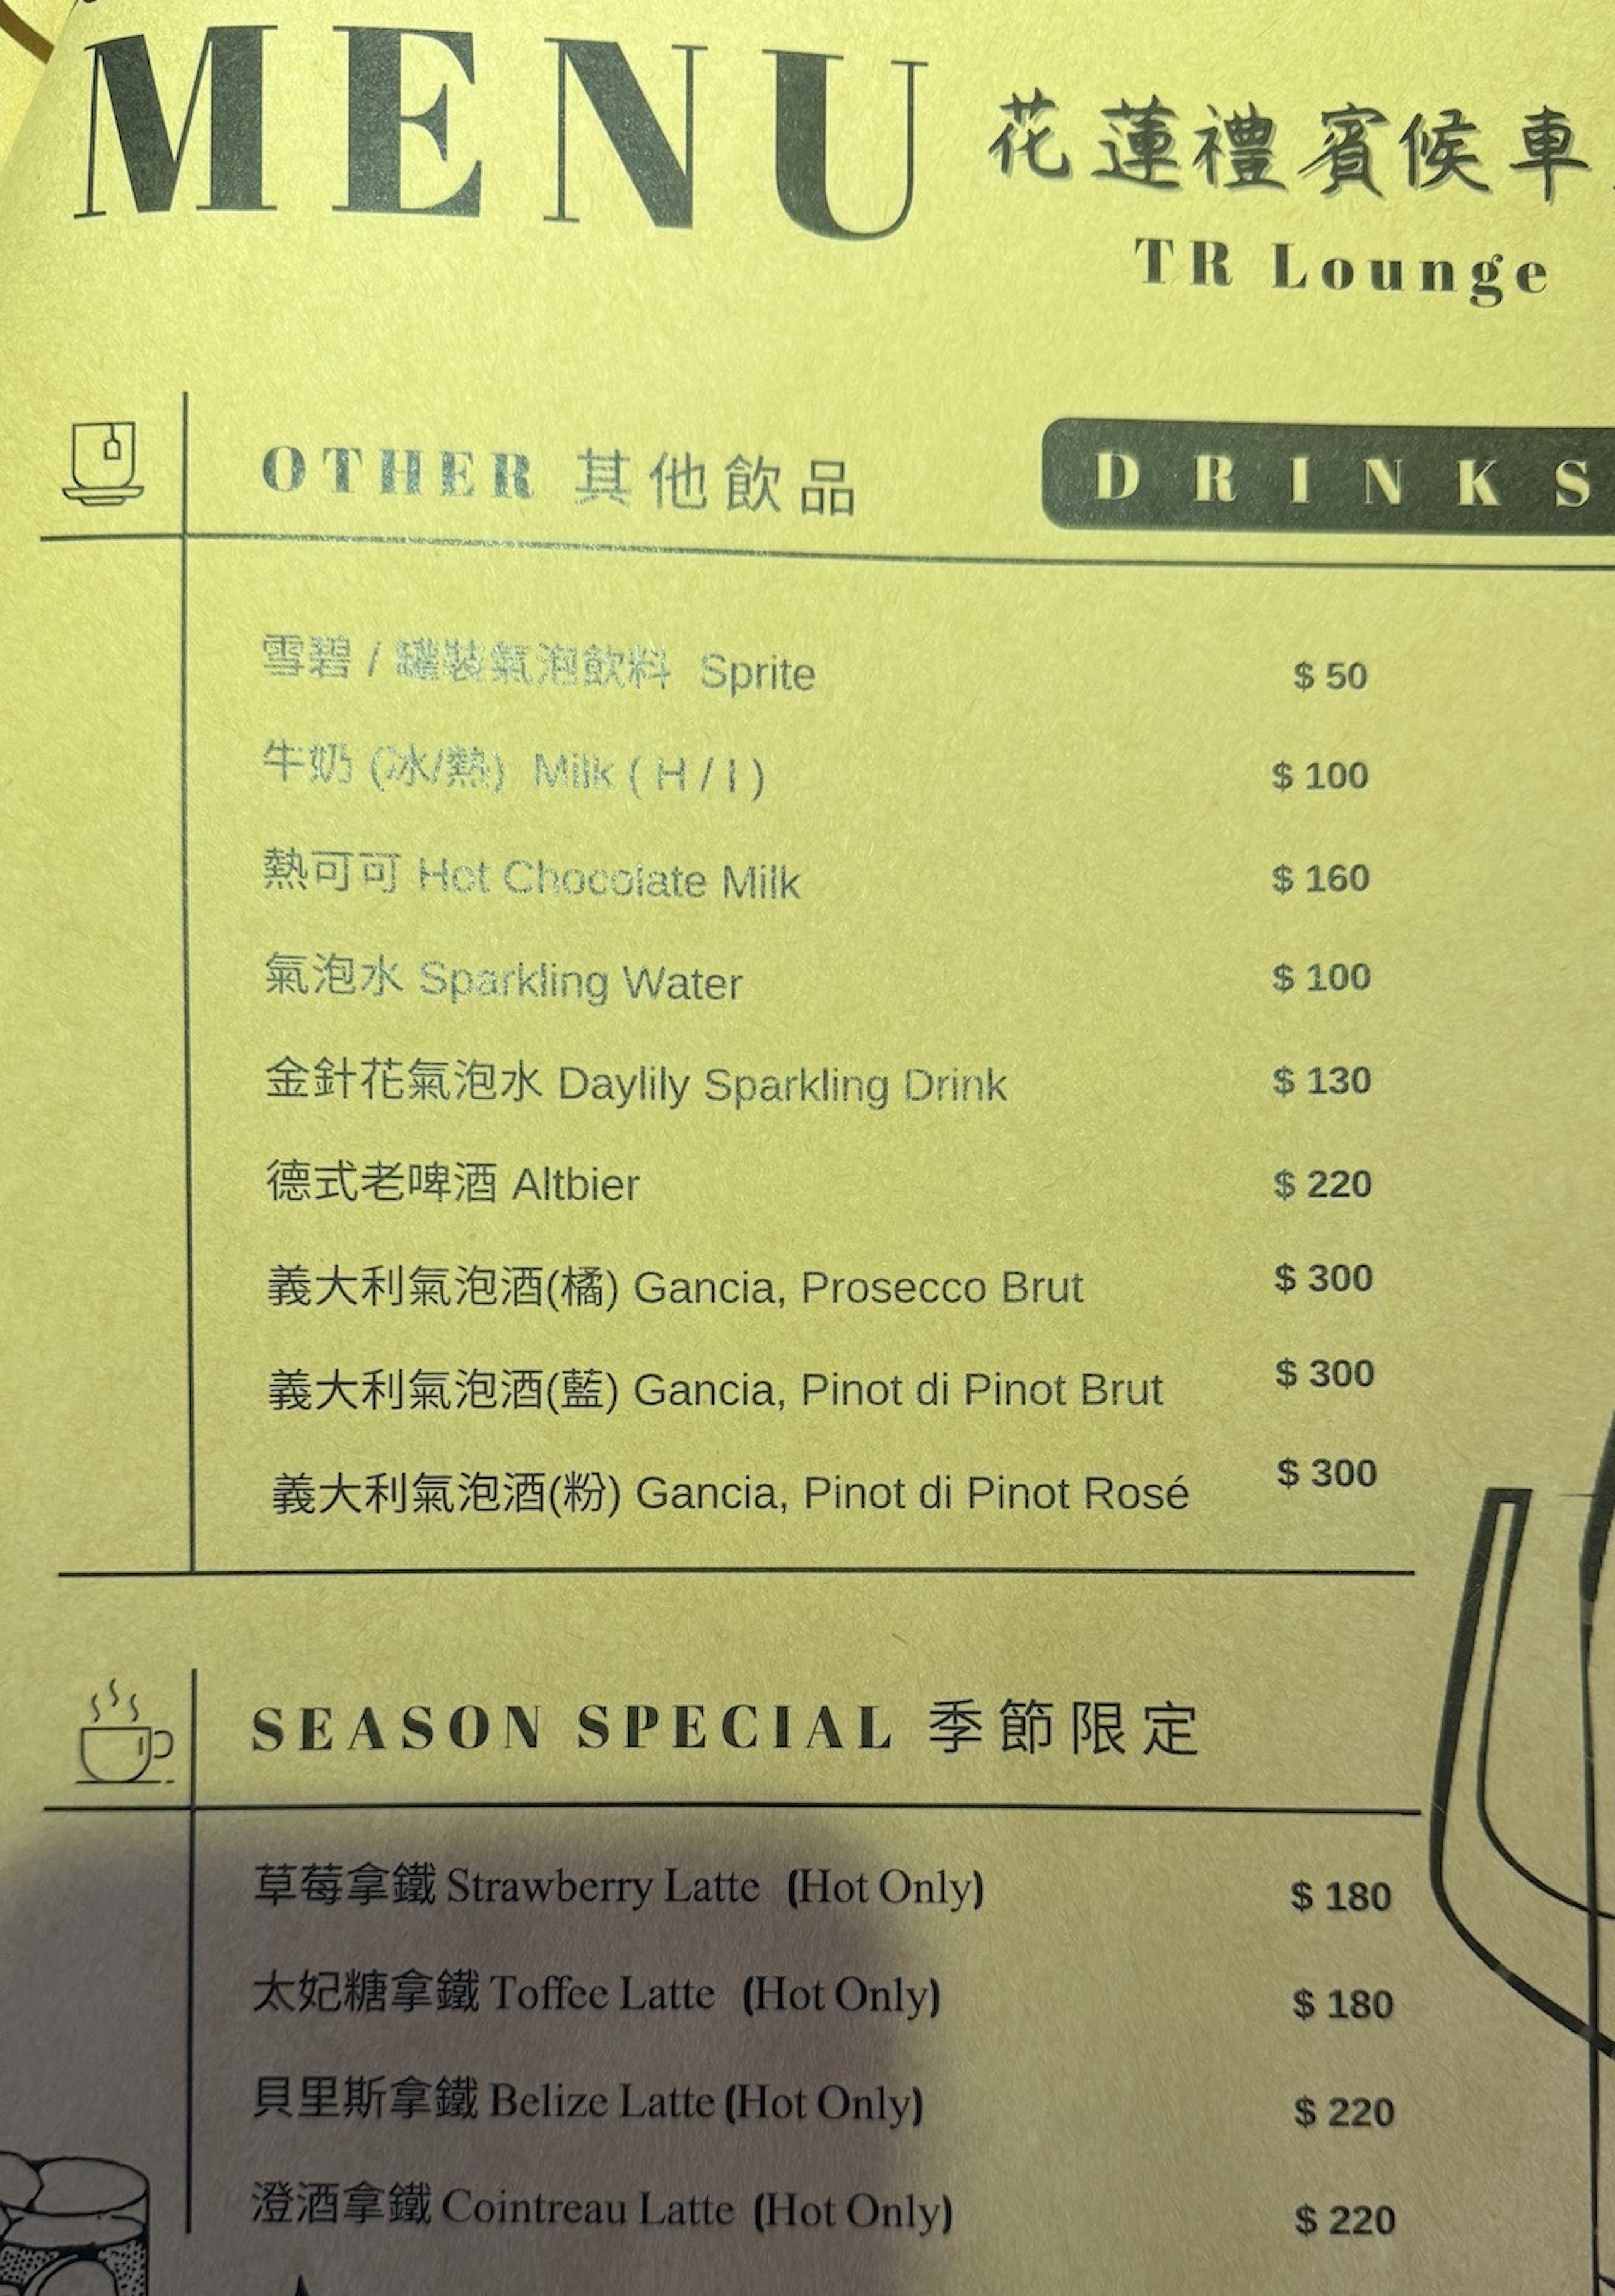 MENU
花蓮禮賓候車
TR Lounge
OTHER 其他飲品
DRINKS
雪碧 / 罐裝氣泡飲料 Sprite $ 50
牛奶 (冰/熱) Milk ( H / I ) $ 100
熱可可 Hot Chocolate Milk $ 160
氣泡水 Sparkling Water $ 100
金針花氣泡水 Daylily Sparkling Drink $ 130
德式老啤酒 Altbier $ 220
義大利氣泡酒(橘) Gancia, Prosecco Brut $ 300
義大利氣泡酒(藍) Gancia, Pinot di Pinot Brut $ 300
義大利氣泡酒(粉) Gancia, Pinot di Pinot Rosé $ 300
SEASON SPECIAL 季節限定
草莓拿鐵 Strawberry Latte (Hot Only) $ 180
太妃糖拿鐵 Toffee Latte (Hot Only) $ 180
貝里斯拿鐵 Belize Latte (Hot Only) $ 220
澄酒拿鐵 Cointreau Latte (Hot Only) $ 220